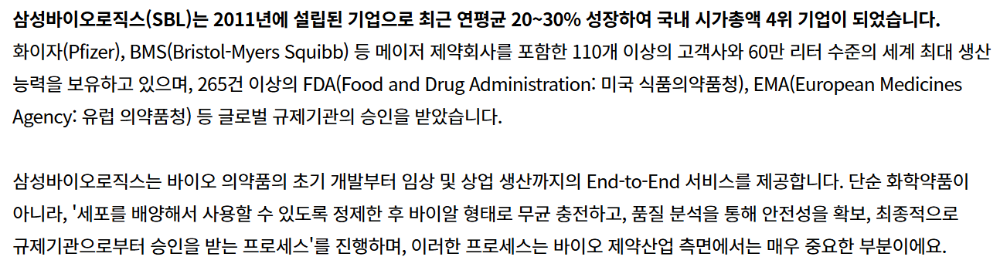 삼성바이오로직스(SBL)는 2011년에 설립된 기업으로 최근 연평균 20~30% 성장하여 국내 시가총액 4위 기업이 되었습니다.
화이자(Pfizer), BMS(Bristol-Myers Squibb) 등 메이저 제약회사를 포함한 110개 이상의 고객사와 60만 리터 수준의 세계 최대 생산
능력을 보유하고 있으며, 265건 이상의 FDA(Food and Drug Administration: 미국 식품의약품청), EMA(European Medicines
Agency: 유럽 의약품청) 등 글로벌 규제기관의 승인을 받았습니다.
삼성바이오로직스는 바이오 의약품의 초기 개발부터 임상 및 상업 생산까지의 End-to-End 서비스를 제공합니다. 단순 화학약품이
아니라, '세포를 배양해서 사용할 수 있도록 정제한 후 바이알 형태로 무균 충전하고, 품질 분석을 통해 안전성을 확보, 최종적으로
규제기관으로부터 승인을 받는 프로세스'를 진행하며, 이러한 프로세스는 바이오 제약산업 측면에서는 매우 중요한 부분이에요.